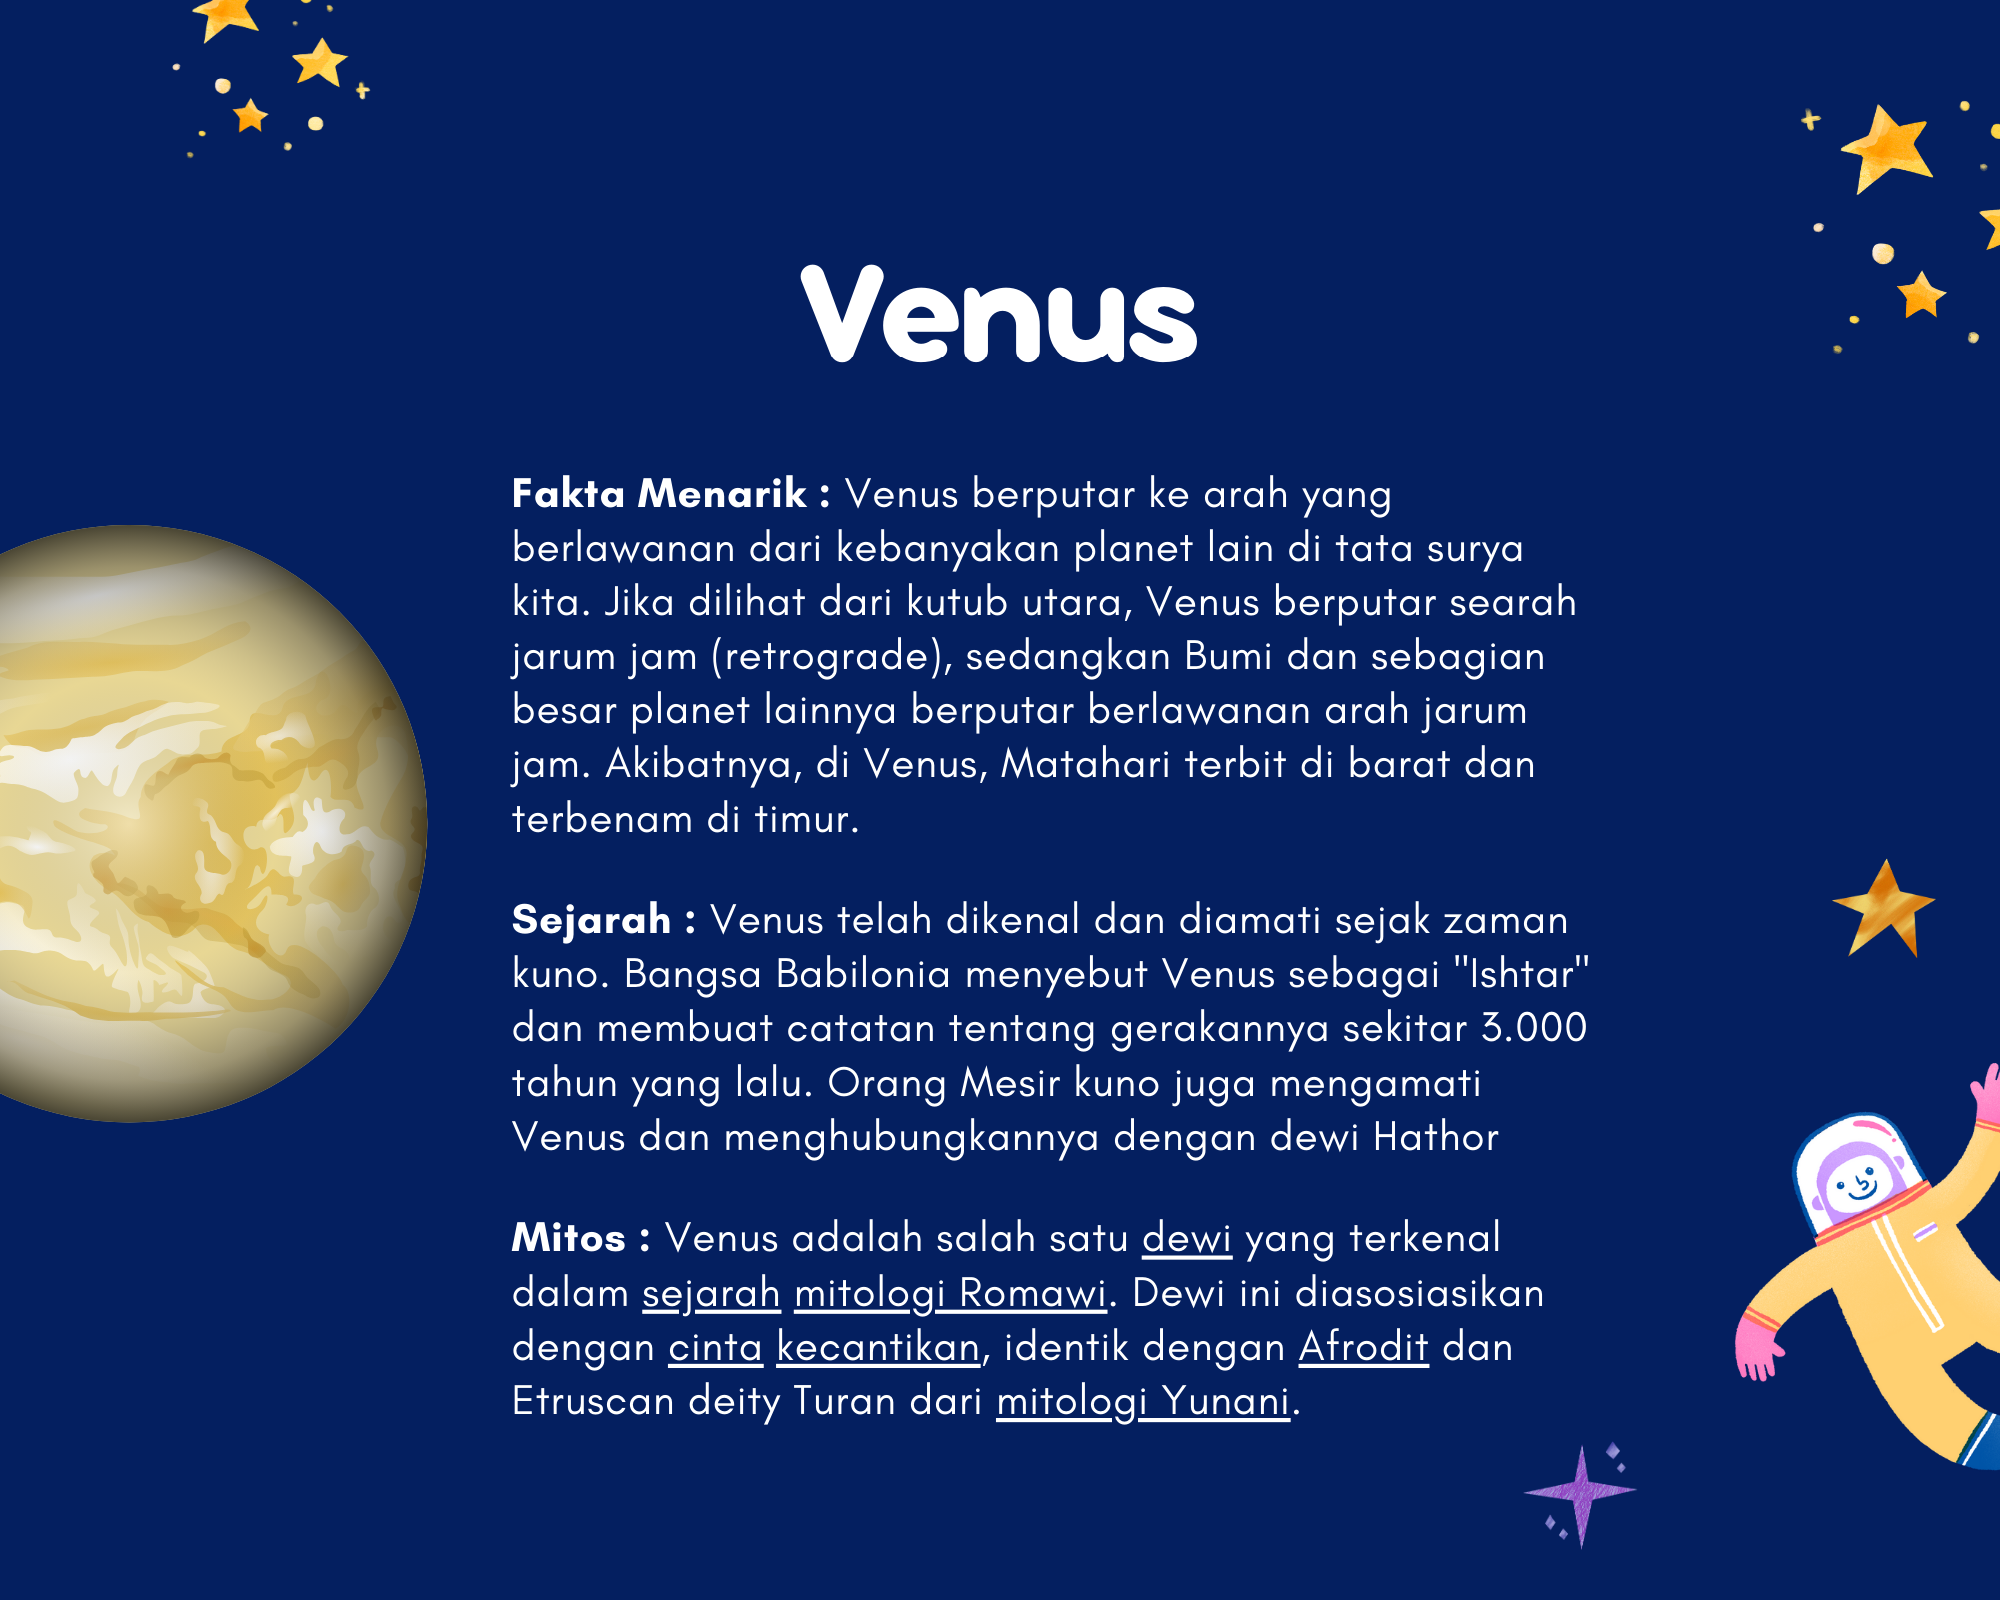 Venus
Fakta Menarik : Venus berputar ke arah yang
berlawanan dari kebanyakan planet lain di tata surya
kita. Jika dilihat dari kutub utara, Venus berputar searah
jarum jam (retrograde), sedangkan Bumi dan sebagian
besar planet lainnya berputar berlawanan arah jarum
jam. Akibatnya, di Venus, Matahari terbit di barat dan
terbenam di timur.
Sejarah : Venus telah dikenal dan diamati sejak zaman
kuno. Bangsa Babilonia menyebut Venus sebagai "Ishtar"
dan membuat catatan tentang gerakannya sekitar 3.000
tahun yang lalu. Orang Mesir kuno juga mengamati
Venus dan menghubungkannya dengan dewi Hathor
Mitos : Venus adalah salah satu dewi yang terkenal
dalam sejarah mitologi Romawi. Dewi ini diasosiasikan
dengan cinta kecantikan, identik dengan Afrodit dan
Etruscan deity Turan dari mitologi Yunani.